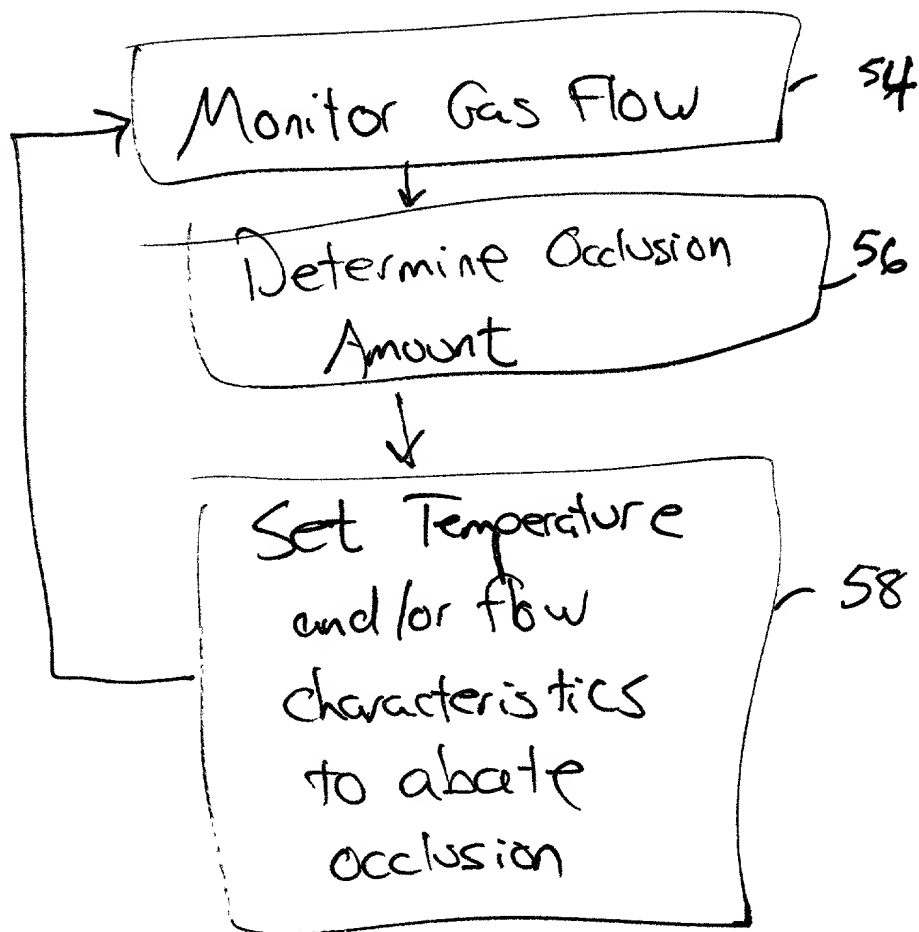 Monitor Gas Flow
54
Determine Occlusion
Amount
56
Set Temperature
and/or flow
characteristics
to abate
occlusion
58